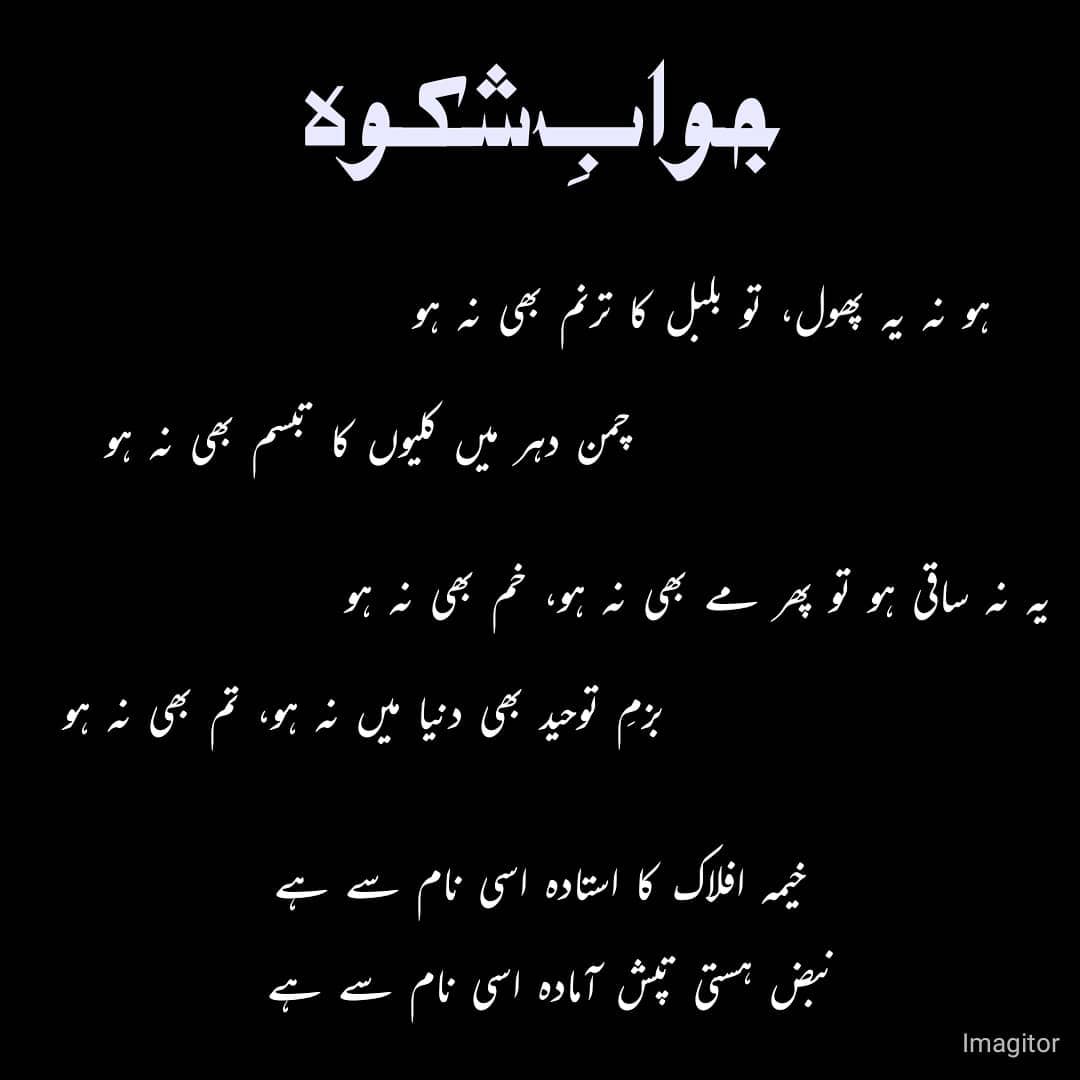 جوابِ شکوہ
ہو نہ یہ پھول، تو بلبل کا ترنم بھی نہ ہو
چمن دہر میں کلیوں کا تبسم بھی نہ ہو
یہ نہ ساقی ہو تو پھر مے بھی نہ ہو، خم بھی نہ ہو
بزمِ توحید بھی دنیا میں نہ ہو، تم بھی نہ ہو
خیمہ افلاک کا استادہ اسی نام سے ہے
نبض ہستی تپش آمادہ اسی نام سے ہے
Imagitor